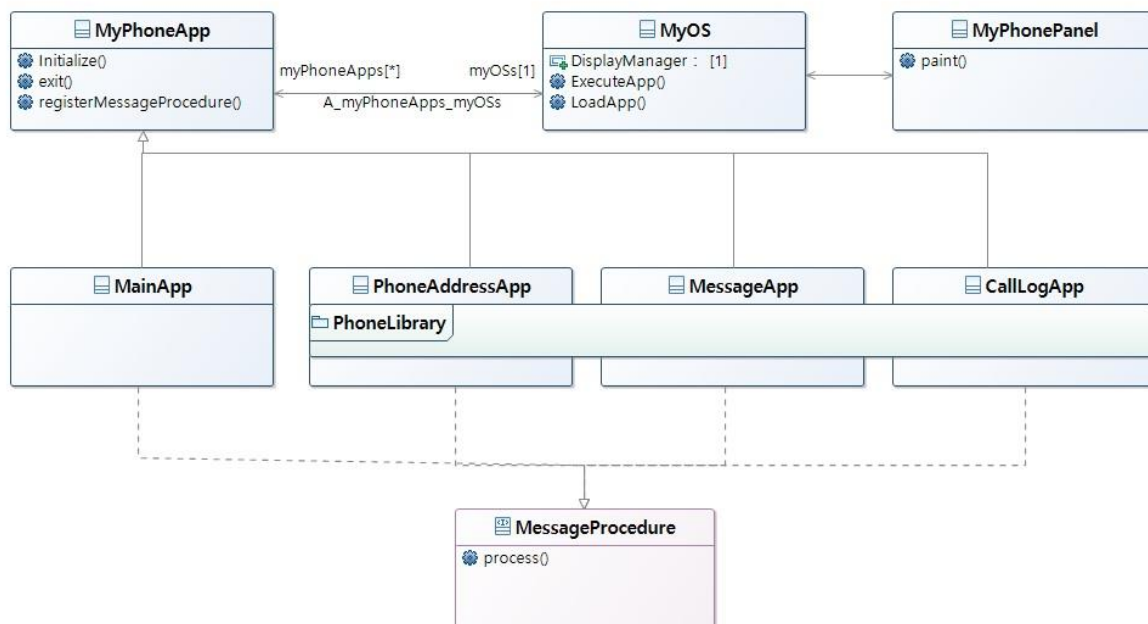 MyPhoneApp
Initialize()
exit()
registerMessageProcedure()
myPhoneApps[*]
myOSs[1]
A_myPhoneApps_myOSs
MyOS
DisplayManager : [1]
ExecuteApp()
LoadApp()
MyPhonePanel
paint()
MainApp
PhoneAddressApp
MessageApp
CallLogApp
PhoneLibrary
MessageProcedure
process()